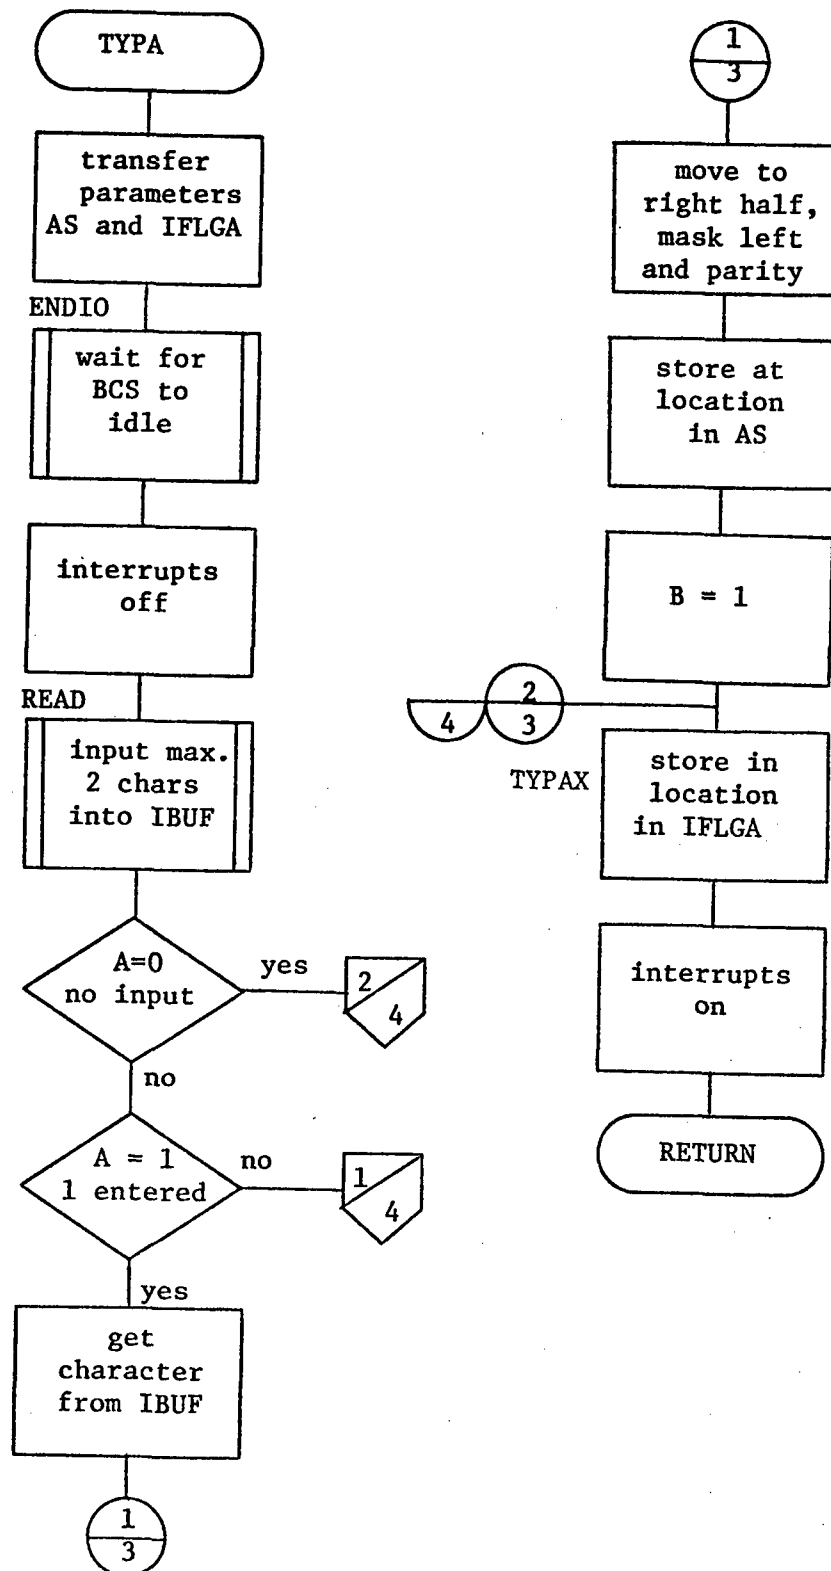 TYPA
transfer
parameters
AS and IFLGA
ENDIO
wait for
BCS to
idle
interrupts
off
READ
input max.
2 chars
into IBUF
A=0
no input
yes
2
4
no
A = 1
1 entered
no
1
4
yes
get
character
from IBUF
1
3
1
3
move to
right half,
mask left
and parity
store at
location
in AS
B = 1
2
4
3
TYPAX
store in
location
in IFLGA
interrupts
on
RETURN